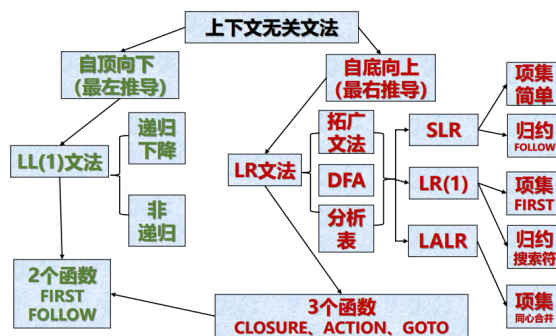 上下文无关文法
自顶向下
(最左推导)
自底向上
(最右推导)
LL(1)文法
递归
下降
非
递归
2个函数
FIRST
FOLLOW
LR文法
拓广
文法
DFA
分析
表
SLR
LR(1)
LALR
项集
简单
归约
FOLLOW
项集
FIRST
归约
搜索符
项集
同心合并
3个函数
CLOSURE、ACTION、GOTO